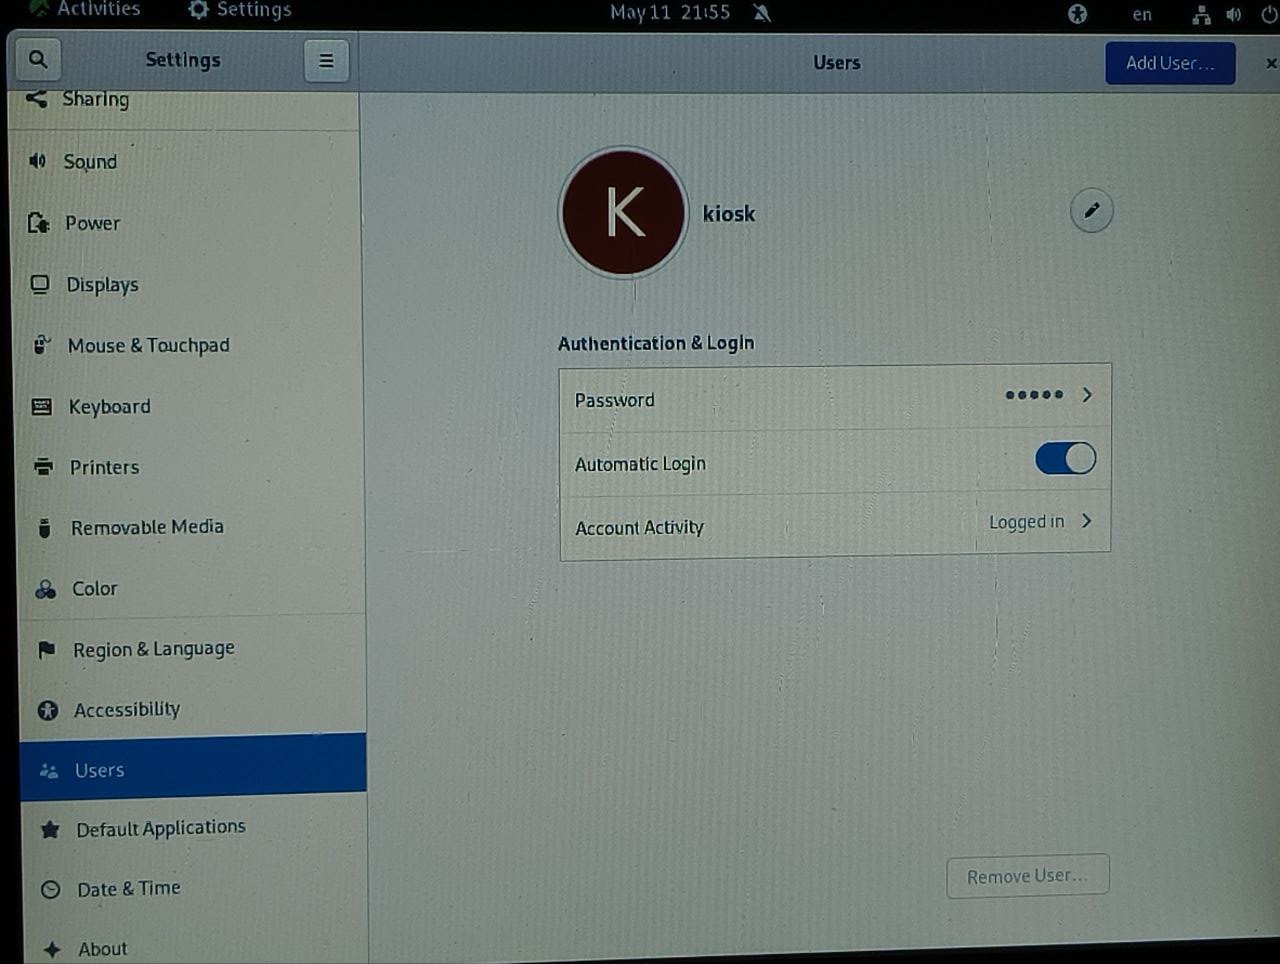 Activities
Settings
May 11 21:55
en
Settings
Users
Add User...
Sharing
Sound
Power
Displays
Mouse & Touchpad
Keyboard
Printers
Removable Media
Color
Region & Language
Accessibility
Users
Default Applications
Date & Time
About
K
kiosk
Authentication & Login
Password
Automatic Login
Account Activity
Logged in
Remove User...